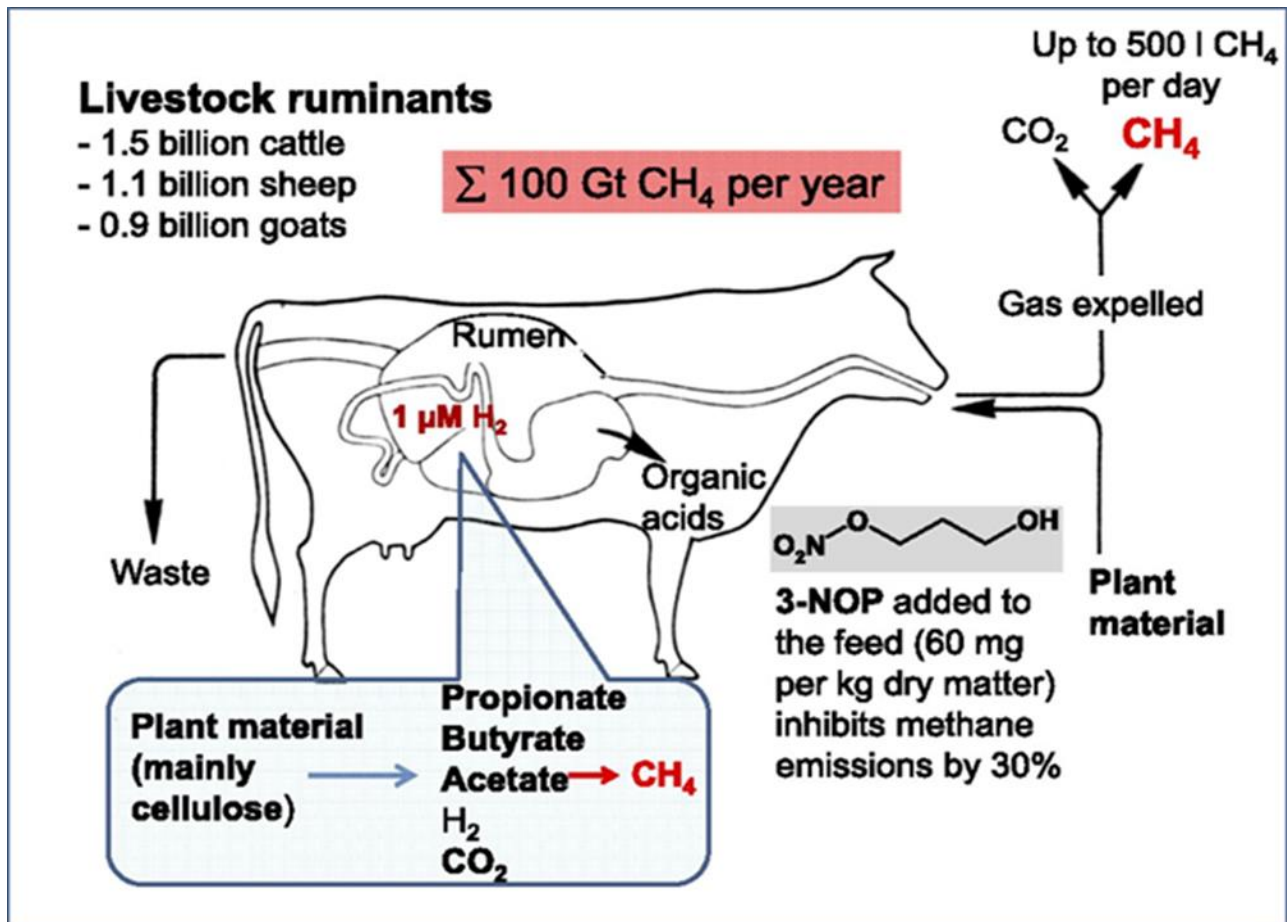 Livestock ruminants
- 1.5 billion cattle
- 1.1 billion sheep
- 0.9 billion goats
Σ 100 Gt CH₄ per year
Up to 500 l CH₄
per day
CO₂ CH₄
Gas expelled
Rumen
1 µM H₂
Organic
acids
Waste
O₂N O OH
3-NOP added to
the feed (60 mg
per kg dry matter)
inhibits methane
emissions by 30%
Plant
material
Plant material
(mainly
cellulose)
Propionate
Butyrate
Acetate CH₄
H₂
CO₂